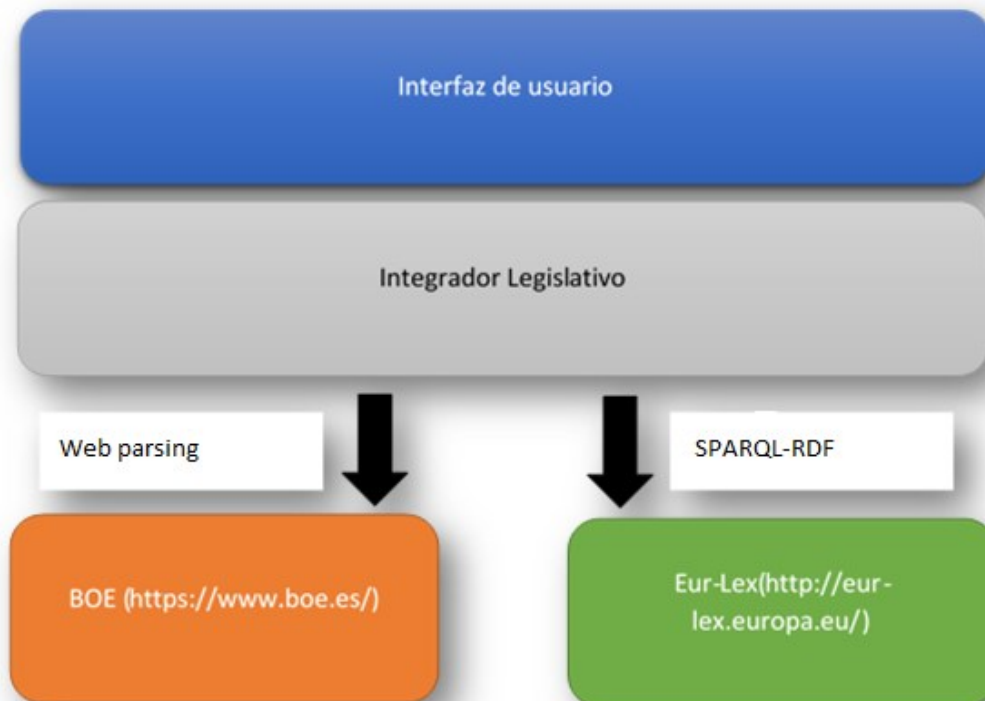 Interfaz de usuario
Integrador Legislativo
Web parsing
SPARQL-RDF
BOE (https://www.boe.es/)
Eur-Lex(http://eur-
lex.europa.eu/)